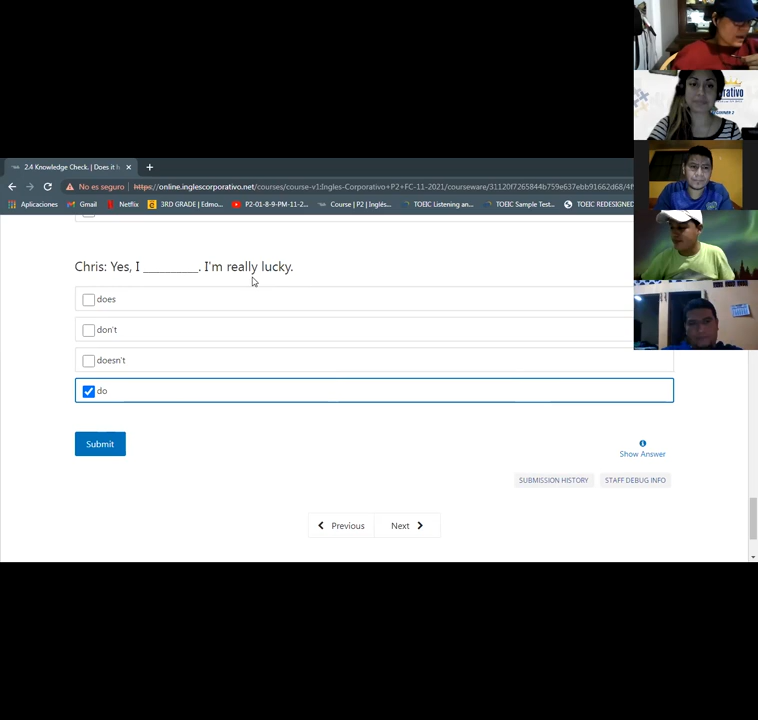 2.4 Knowledge Check. | Does it h
No es seguro
https://online.inglescorporativo.net/courses/course-v1:Ingles-Corporativo+P2+FC-11-2021/courseware/31120f7265844b759e637ebb91662d68/4f
Aplicaciones
Gmail
Netflix
3RD GRADE | Edmo...
P2-01-8-9-PM-11-2...
Course | P2 | Inglés...
TOEIC Listening an...
TOEIC Sample Test...
TOEIC REDESIGNED
Chris: Yes, I _________. I'm really lucky.
does
don't
doesn't
do
Submit
Show Answer
SUBMISSION HISTORY
STAFF DEBUG INFO
Previous
Next